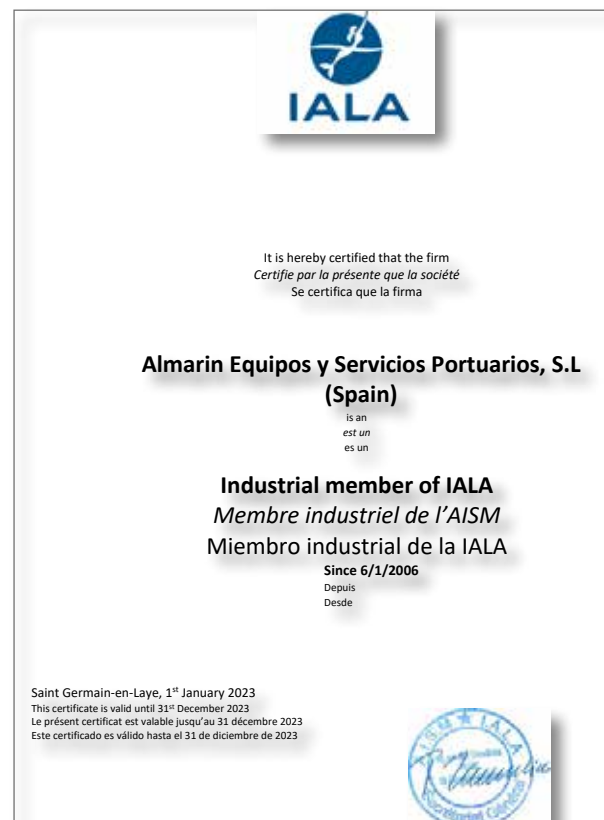 IALA
It is hereby certified that the firm
Certifie par la présente que la société
Se certifica que la firma
Almarin Equipos y Servicios Portuarios, S.L
(Spain)
is an
est un
es un
Industrial member of IALA
Membre industriel de l’AISM
Miembro industrial de la IALA
Since 6/1/2006
Depuis
Desde
Saint Germain-en-Laye, 1st January 2023
This certificate is valid until 31st December 2023
Le présent certificat est valable jusqu’au 31 décembre 2023
Este certificado es válido hasta el 31 de diciembre de 2023
AISM ★ IALA